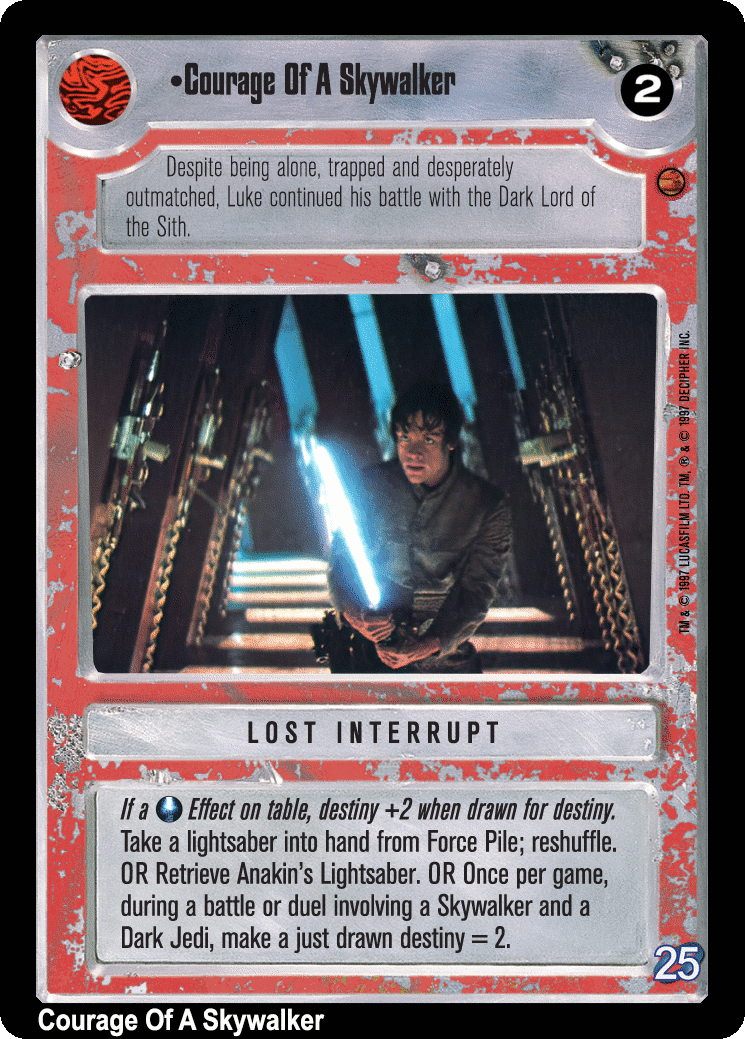 •Courage Of A Skywalker
2
Despite being alone, trapped and desperately
outmatched, Luke continued his battle with the Dark Lord of
the Sith.
TM & © 1997 LUCASFILM LTD. TM, ® & © 1997 DECIPHER INC.
LOST INTERRUPT
If a Effect on table, destiny +2 when drawn for destiny.
Take a lightsaber into hand from Force Pile; reshuffle.
OR Retrieve Anakin's Lightsaber. OR Once per game,
during a battle or duel involving a Skywalker and a
Dark Jedi, make a just drawn destiny = 2.
25
Courage Of A Skywalker